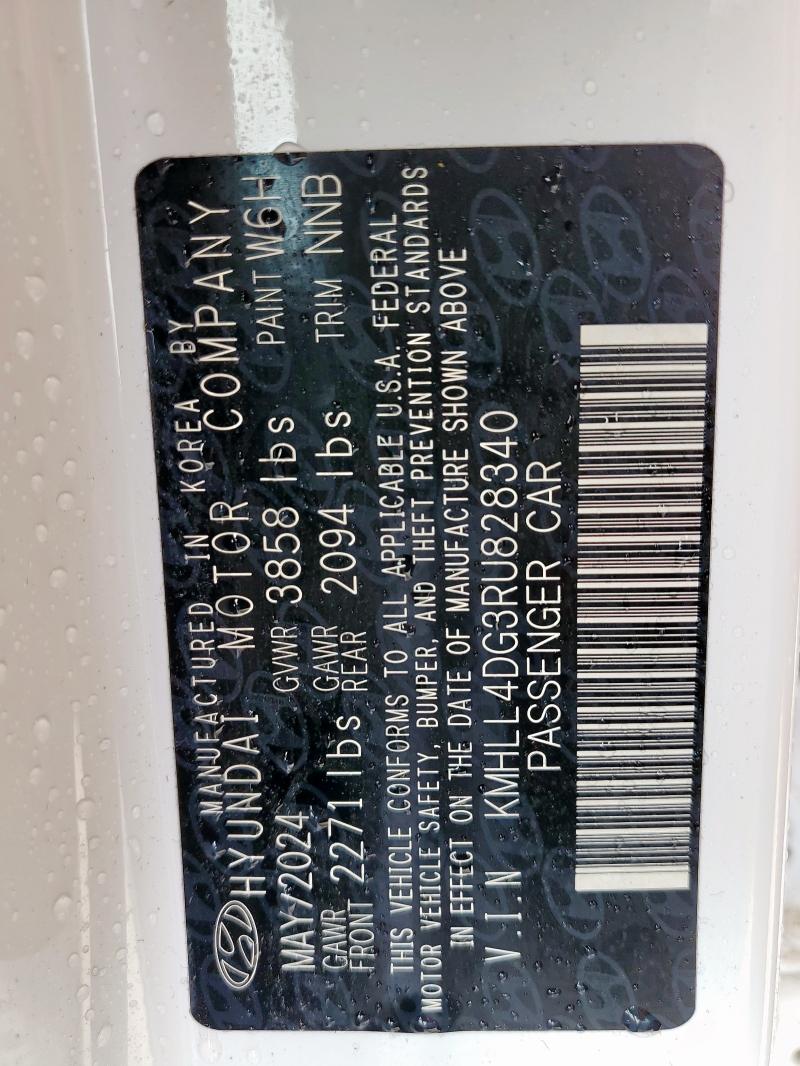 MANUFACTURED IN KOREA BY
HYUNDAI MOTOR COMPANY
MAY/2024 GVWR 3858 lbs PAINT W6H
GAWR FRONT 2271 lbs GAWR REAR 2094 lbs TRIM NNB
THIS VEHICLE CONFORMS TO ALL APPLICABLE U.S.A. FEDERAL
MOTOR VEHICLE SAFETY, BUMPER AND THEFT PREVENTION STANDARDS
IN EFFECT ON THE DATE OF MANUFACTURE SHOWN ABOVE
V.I.N KMHLL4DG3RU828340
PASSENGER CAR